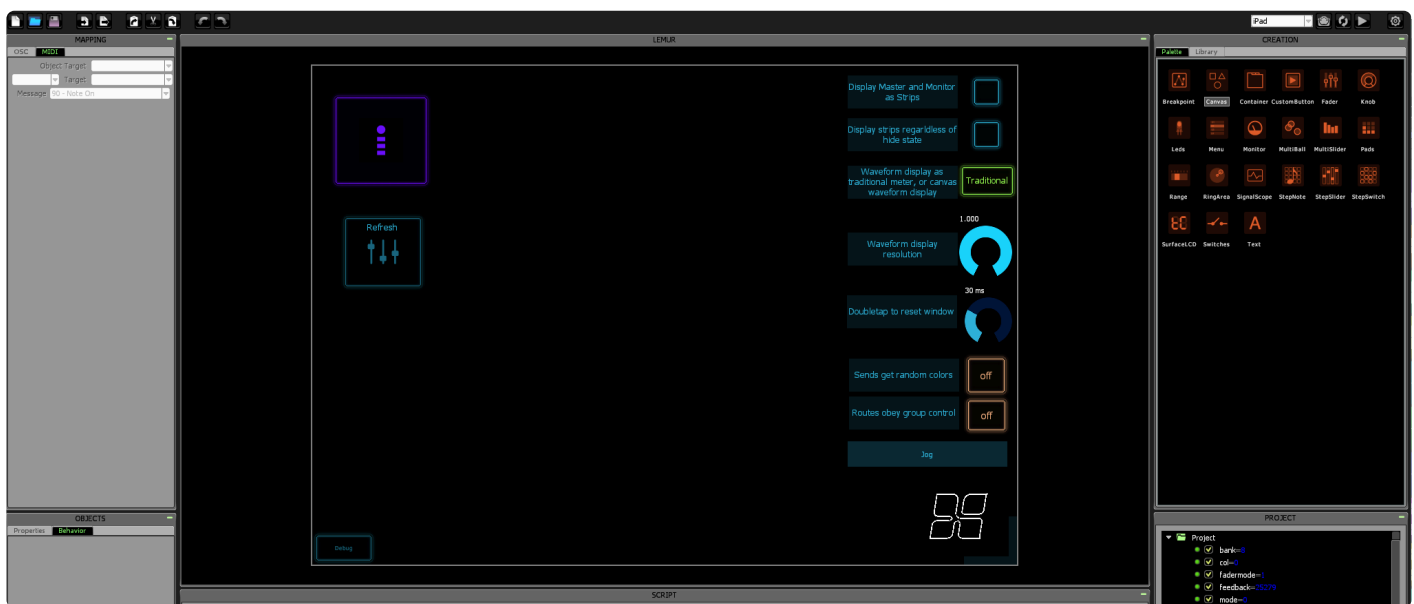 iPad
MAPPING
OSC MIDI
Object Target
Target
Message 90 - Note On
OBJECTS
Properties Behavior
LEMUR
Refresh
Debug
Display Master and Monitor
as Strips
Display strips regarldless of
hide state
Waveform display as
traditional meter, or canvas
waveform display
Traditional
1.000
Waveform display
resolution
30 ms
Doubletap to reset window
Sends get random colors
off
Routes obey group control
off
Jog
SCRIPT
CREATION
Palette Library
Breakpoint Canvas Container CustomButton Fader Knob
Leds Menu Monitor MultiBall MultiSlider Pads
Range RingArea SignalScope StepNote StepSlider StepSwitch
SurfaceLCD Switches Text
PROJECT
Project
bank=
col=
fadermode=
feedback=
mode=